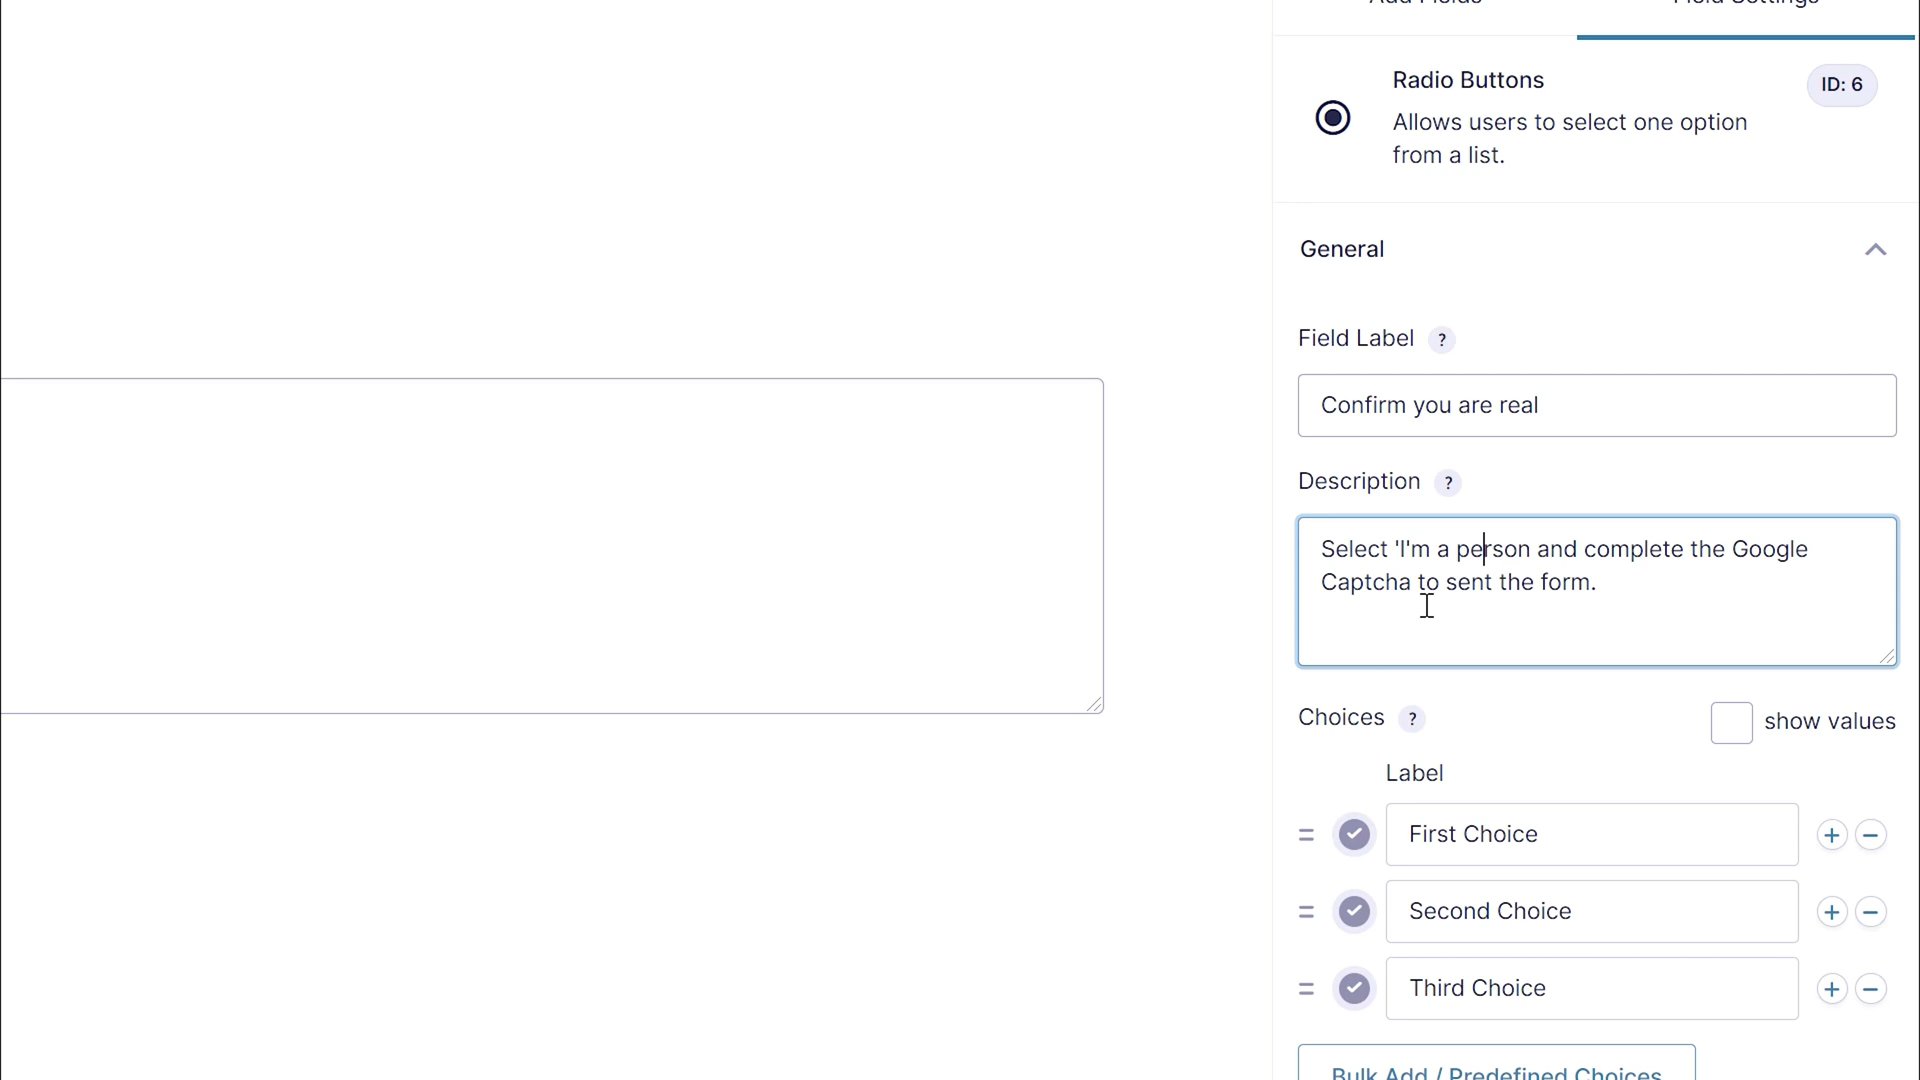 Add Fields
Field Settings
Radio Buttons
ID: 6
Allows users to select one option
from a list.
General
Field Label ?
Confirm you are real
Description ?
Select 'I'm a person and complete the Google
Captcha to sent the form.
Choices ?
show values
Label
First Choice
Second Choice
Third Choice
Bulk Add / Predefined Choices